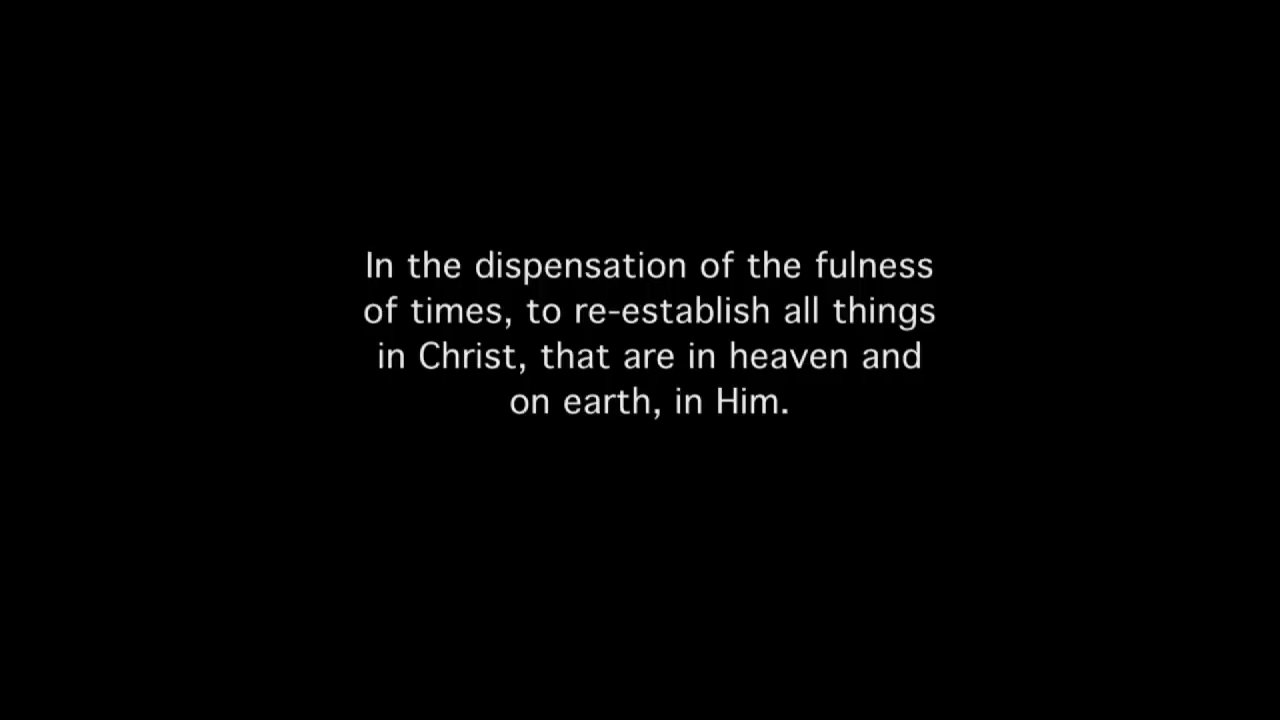 In the dispensation of the fulness
of times, to re-establish all things
in Christ, that are in heaven and
on earth, in Him.